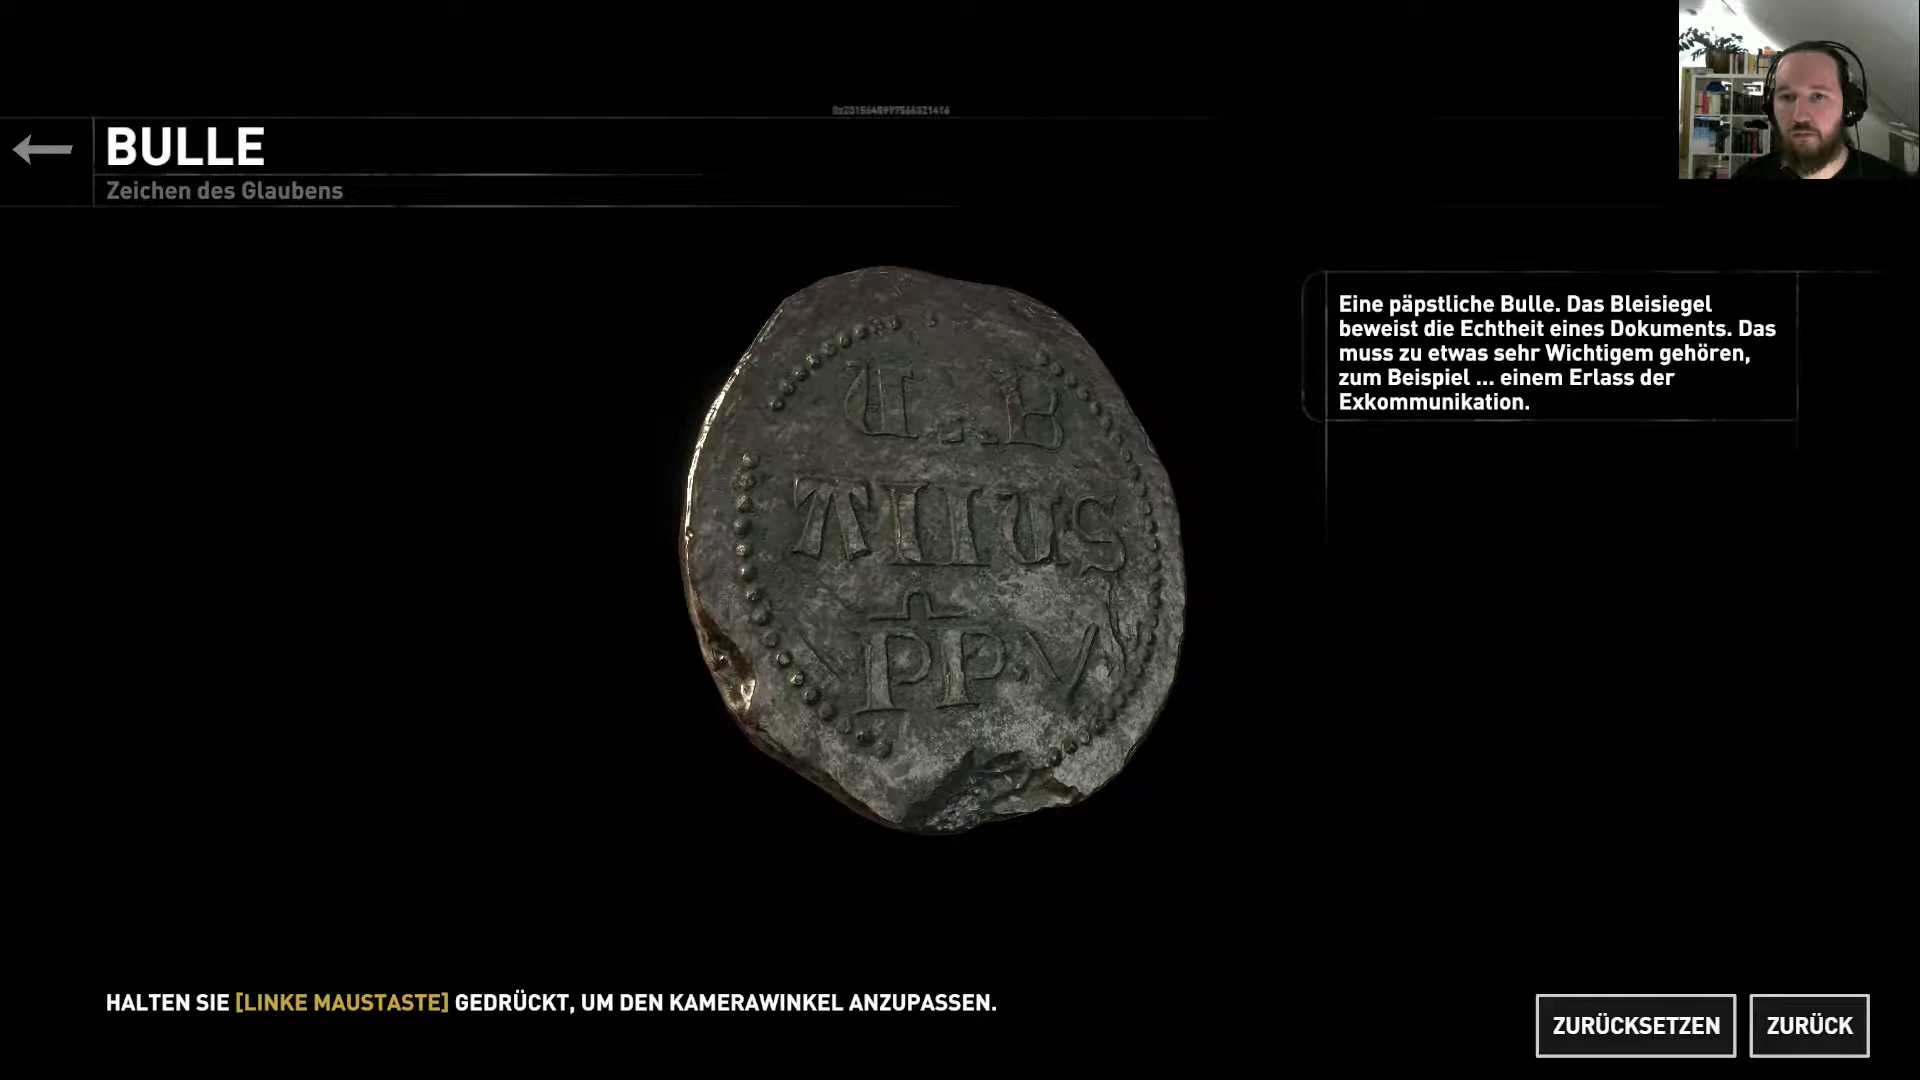 BULLE
Zeichen des Glaubens
Eine päpstliche Bulle. Das Bleisiegel
beweist die Echtheit eines Dokuments. Das
muss zu etwas sehr Wichtigem gehören,
zum Beispiel ... einem Erlass der
Exkommunikation.
TIIUS
PP.V
HALTEN SIE [LINKE MAUSTASTE] GEDRÜCKT, UM DEN KAMERAWINKEL ANZUPASSEN.
ZURÜCKSETZEN
ZURÜCK